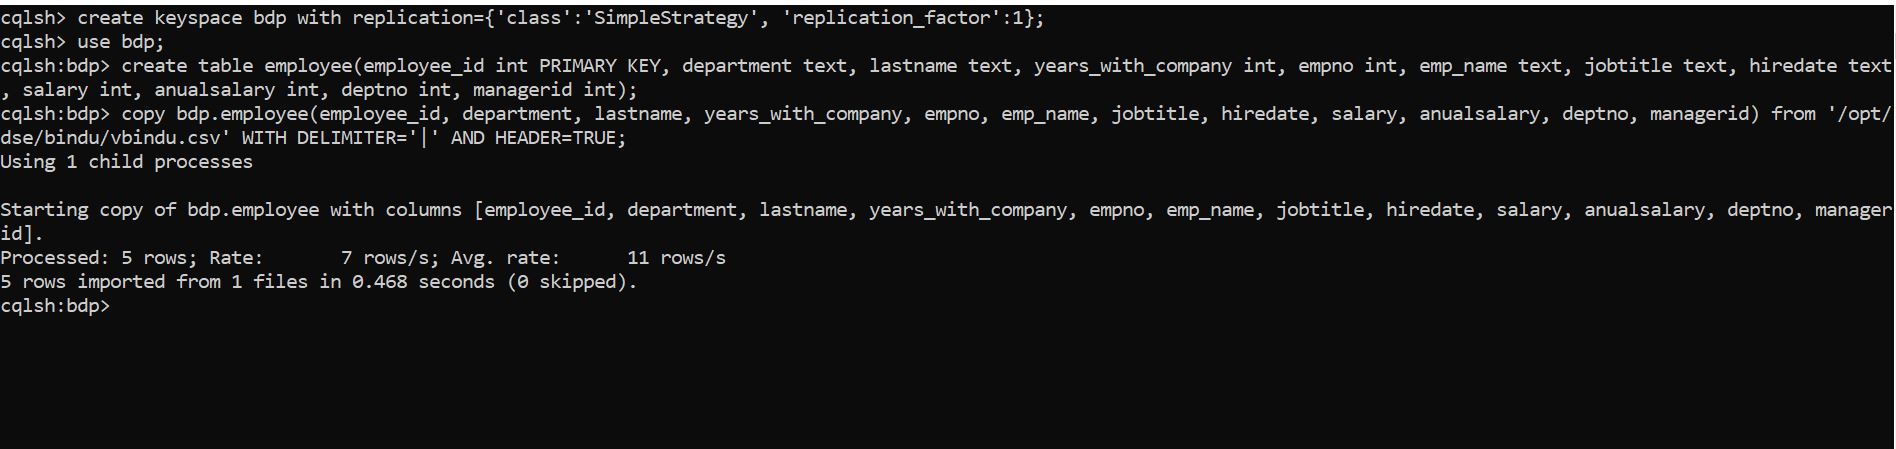 cqlsh> create keyspace bdp with replication={'class':'SimpleStrategy', 'replication_factor':1};
cqlsh> use bdp;
cqlsh:bdp> create table employee(employee_id int PRIMARY KEY, department text, lastname text, years_with_company int, empno int, emp_name text, jobtitle text, hiredate text
, salary int, anualsalary int, deptno int, managerid int);
cqlsh:bdp> copy bdp.employee(employee_id, department, lastname, years_with_company, empno, emp_name, jobtitle, hiredate, salary, anualsalary, deptno, managerid) from '/opt/
dse/bindu/vbindu.csv' WITH DELIMITER='|' AND HEADER=TRUE;
Using 1 child processes
Starting copy of bdp.employee with columns [employee_id, department, lastname, years_with_company, empno, emp_name, jobtitle, hiredate, salary, anualsalary, deptno, manager
id].
Processed: 5 rows; Rate:       7 rows/s; Avg. rate:      11 rows/s
5 rows imported from 1 files in 0.468 seconds (0 skipped).
cqlsh:bdp>